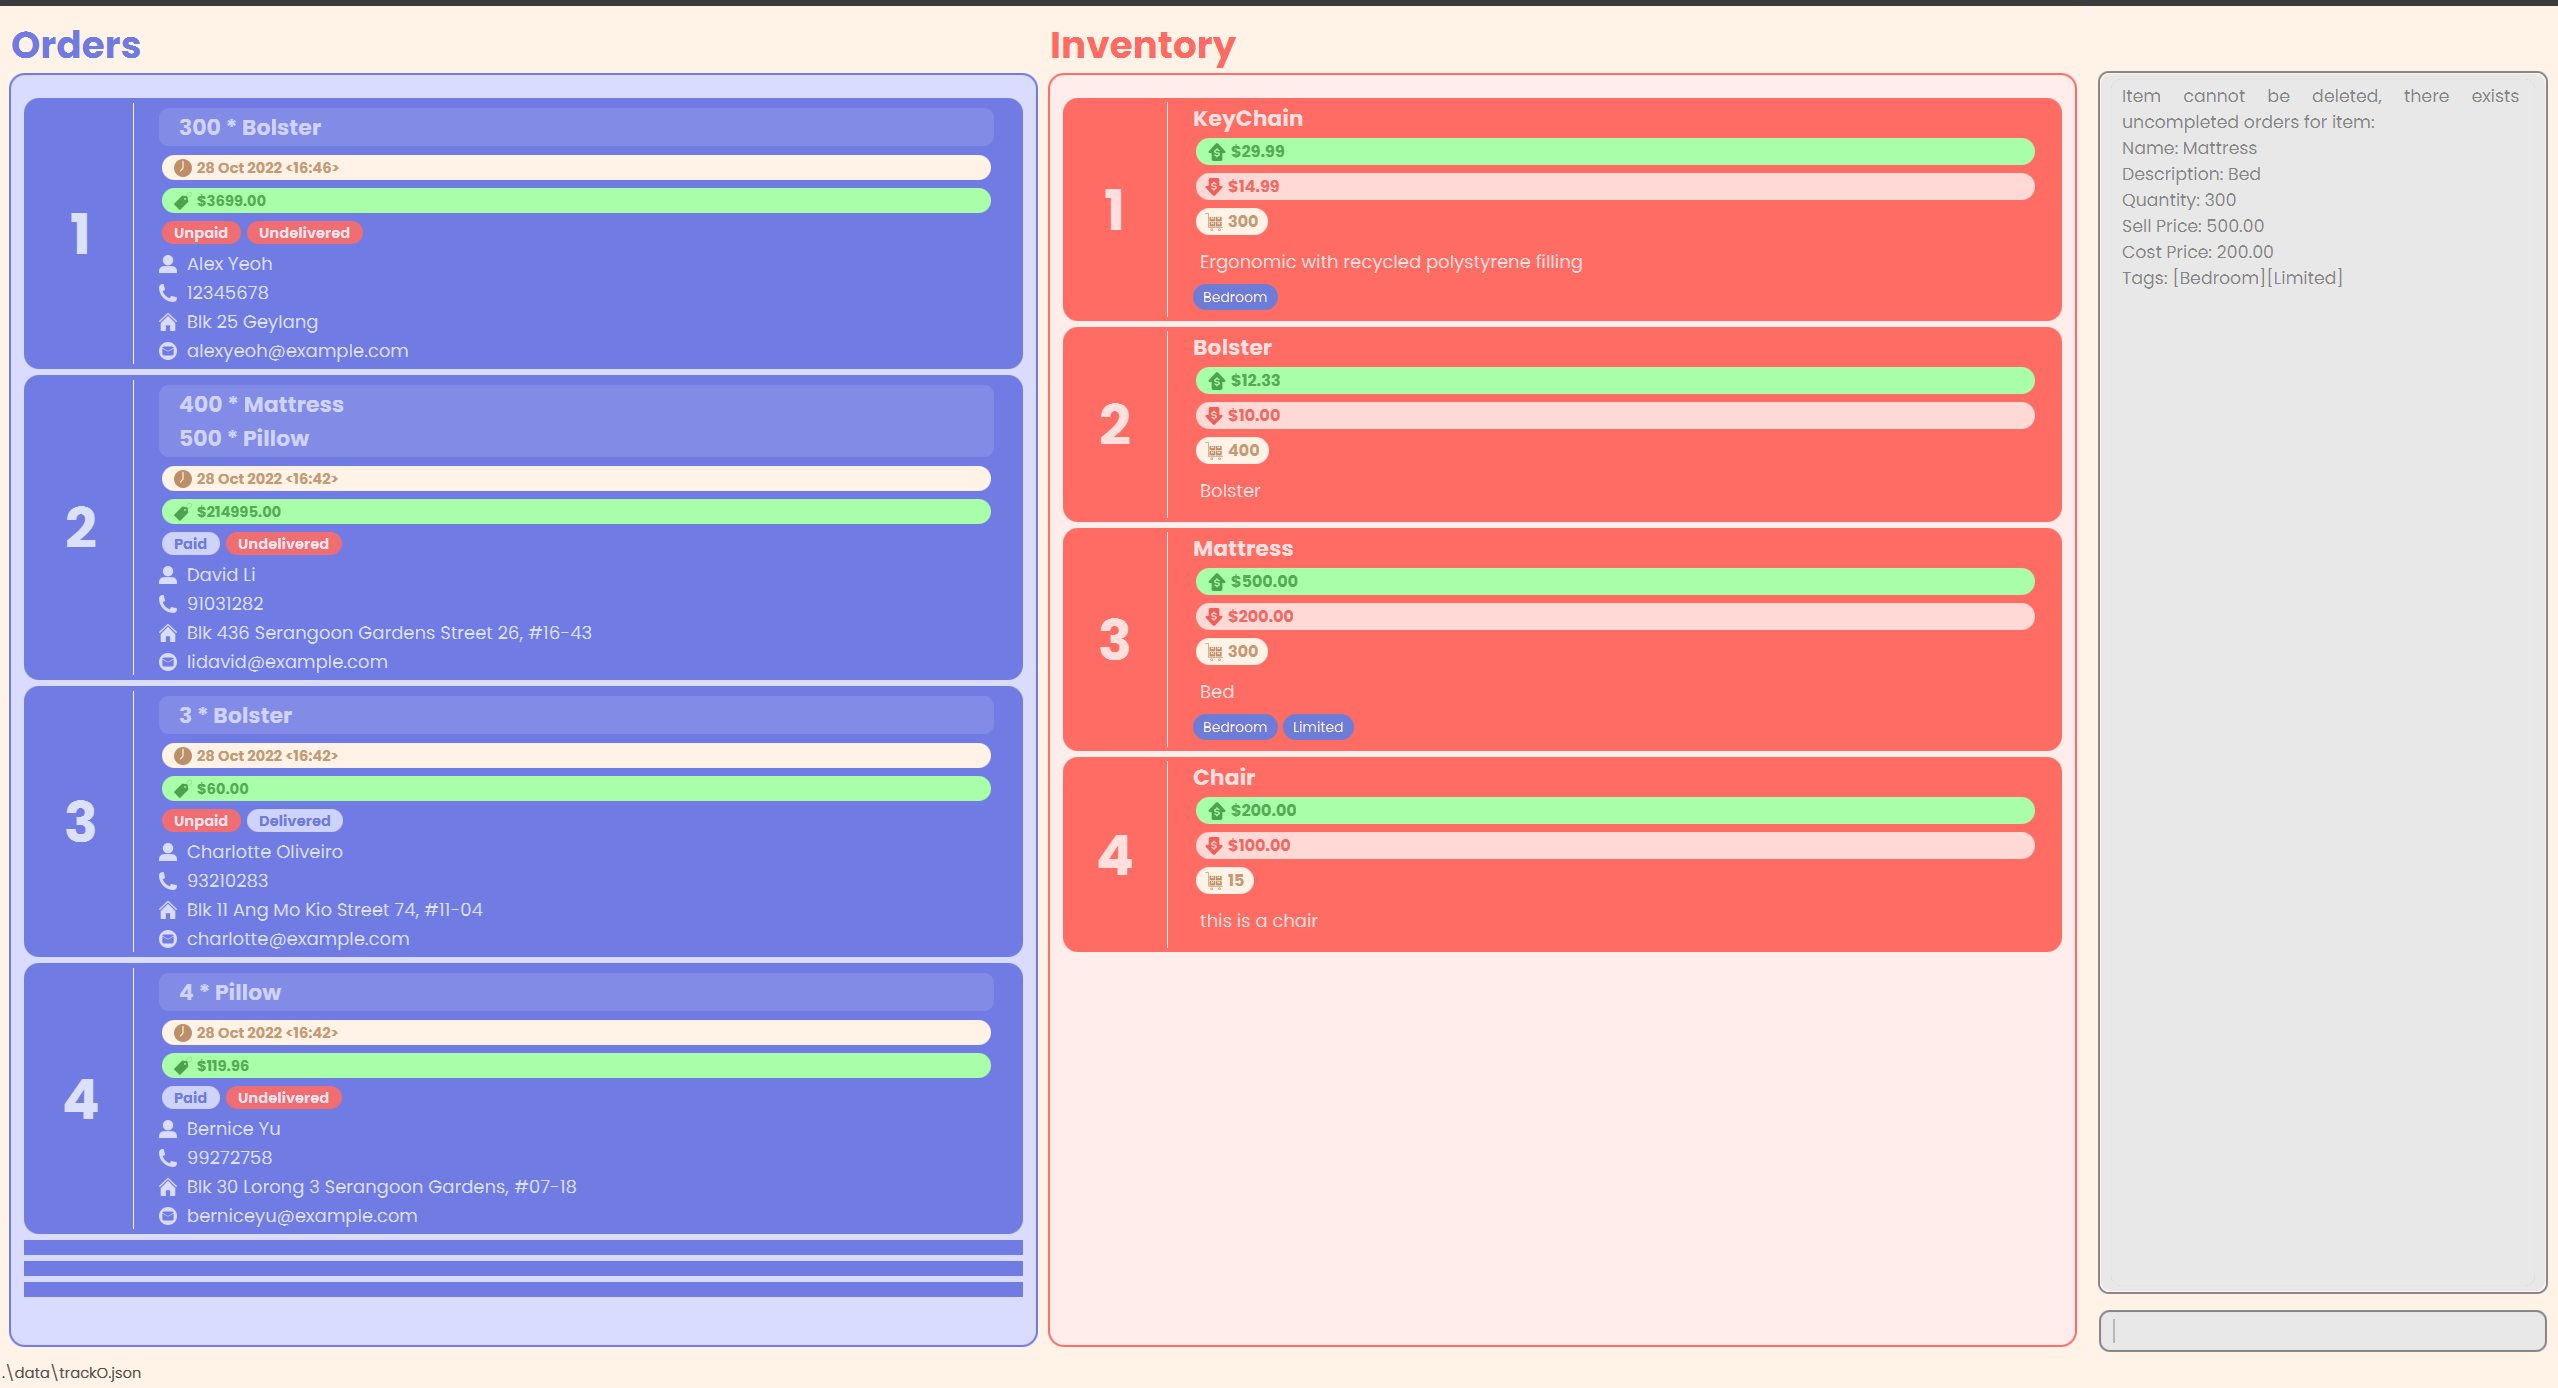 Orders
1
300 * Bolster
28 Oct 2022 <16:46>
$3699.00
Unpaid Undelivered
Alex Yeoh
12345678
Blk 25 Geylang
alexyeoh@example.com
2
400 * Mattress
500 * Pillow
28 Oct 2022 <16:42>
$214995.00
Paid Undelivered
David Li
91031282
Blk 436 Serangoon Gardens Street 26, #16-43
lidavid@example.com
3
3 * Bolster
28 Oct 2022 <16:42>
$60.00
Unpaid Delivered
Charlotte Oliveiro
93210283
Blk 11 Ang Mo Kio Street 74, #11-04
charlotte@example.com
4
4 * Pillow
28 Oct 2022 <16:42>
$119.96
Paid Undelivered
Bernice Yu
99272758
Blk 30 Lorong 3 Serangoon Gardens, #07-18
berniceyu@example.com
Inventory
1
KeyChain
$29.99
$14.99
300
Ergonomic with recycled polystyrene filling
Bedroom
2
Bolster
$12.33
$10.00
400
Bolster
3
Mattress
$500.00
$200.00
300
Bed
Bedroom Limited
4
Chair
$200.00
$100.00
15
this is a chair
Item cannot be deleted, there exists
uncompleted orders for item:
Name: Mattress
Description: Bed
Quantity: 300
Sell Price: 500.00
Cost Price: 200.00
Tags: [Bedroom][Limited]
.\data\trackO.json